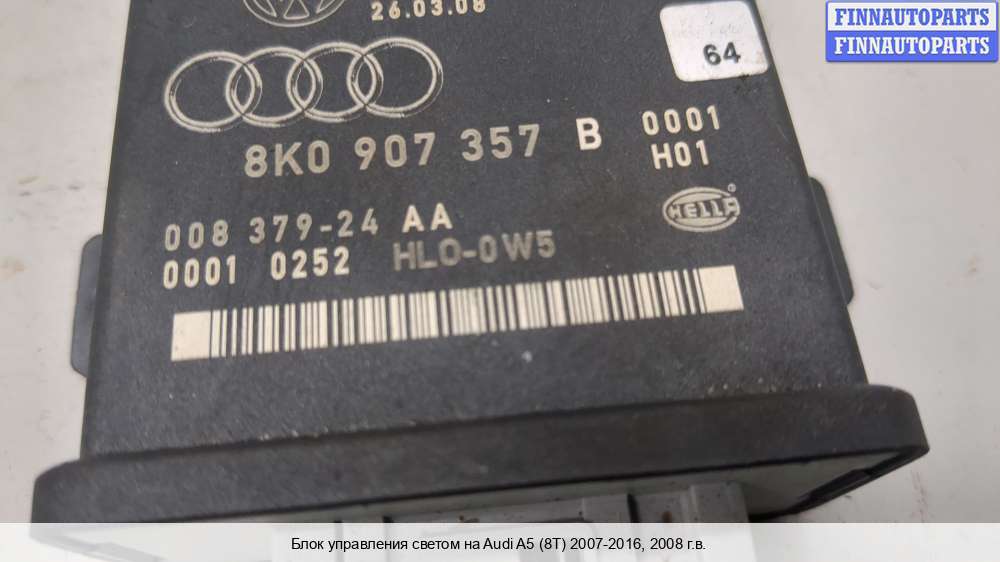 26.03.08
FINNAUTOPARTS
FINNAUTOPARTS
64
8K0 907 357 B 0001
H01
HELLA
008 379-24 AA
0001 0252 HLO-0W5
Блок управления светом на Audi A5 (8T) 2007-2016, 2008 г.в.